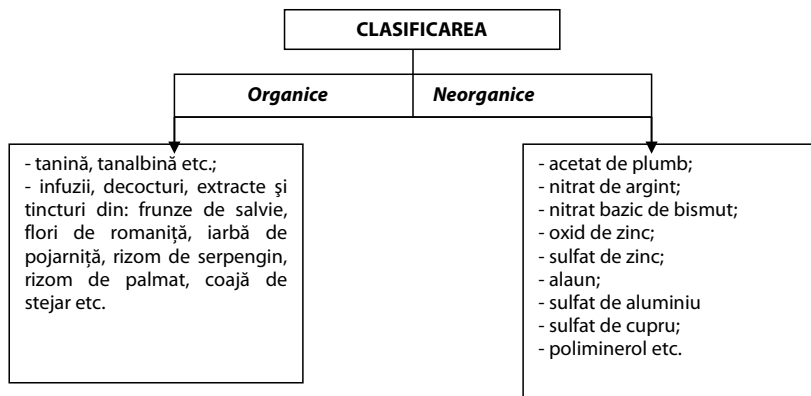 CLASIFICAREA
Organice
Neorganice
- tanină, tanalbină etc.;
- infuzii, decocturi, extracte şi
tincturi din: frunze de salvie,
flori de romaniţă, iarbă de
pojarniţă, rizom de serpengin,
rizom de palmat, coajă de
stejar etc.
- acetat de plumb;
- nitrat de argint;
- nitrat bazic de bismut;
- oxid de zinc;
- sulfat de zinc;
- alaun;
- sulfat de aluminiu
- sulfat de cupru;
- poliminerol etc.